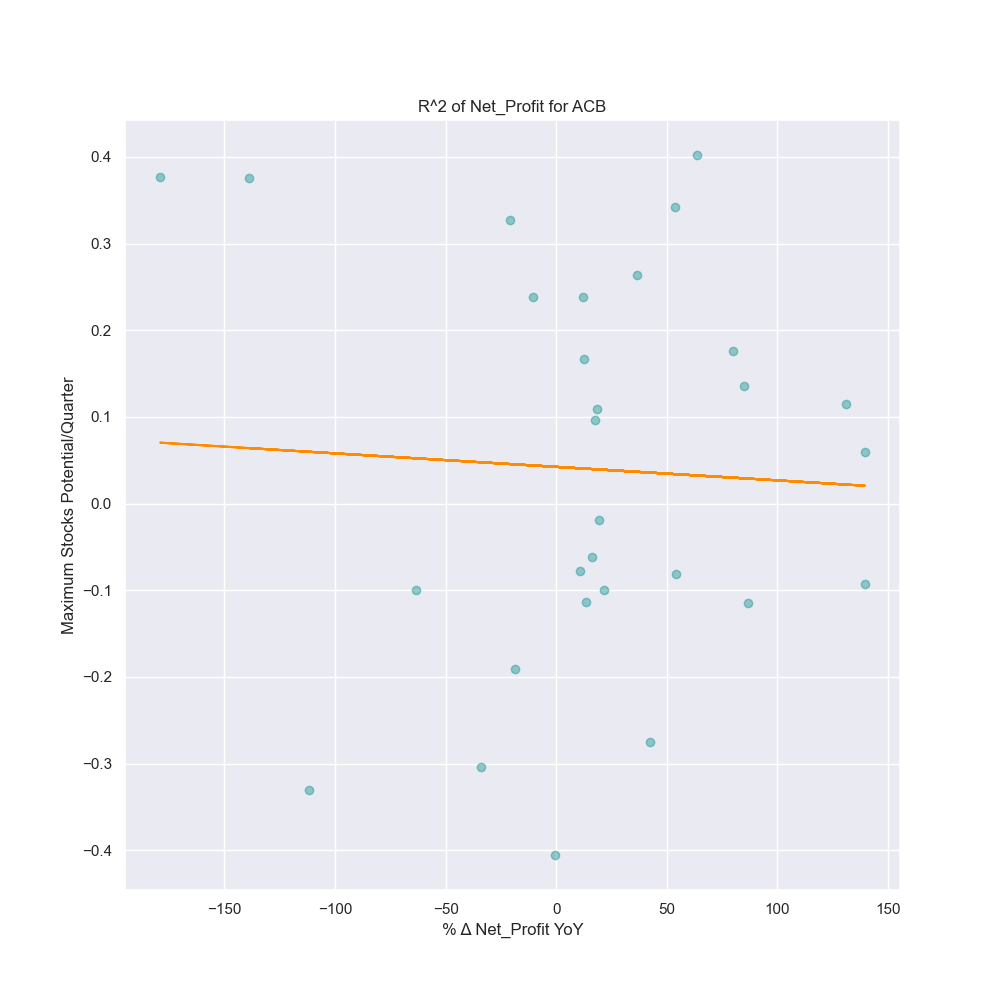 R^2 of Net_Profit for ACB
Maximum Stocks Potential/Quarter
0.4
0.3
0.2
0.1
0.0
−0.1
−0.2
−0.3
−0.4
−150 −100 −50 0 50 100 150
% Δ Net_Profit YoY